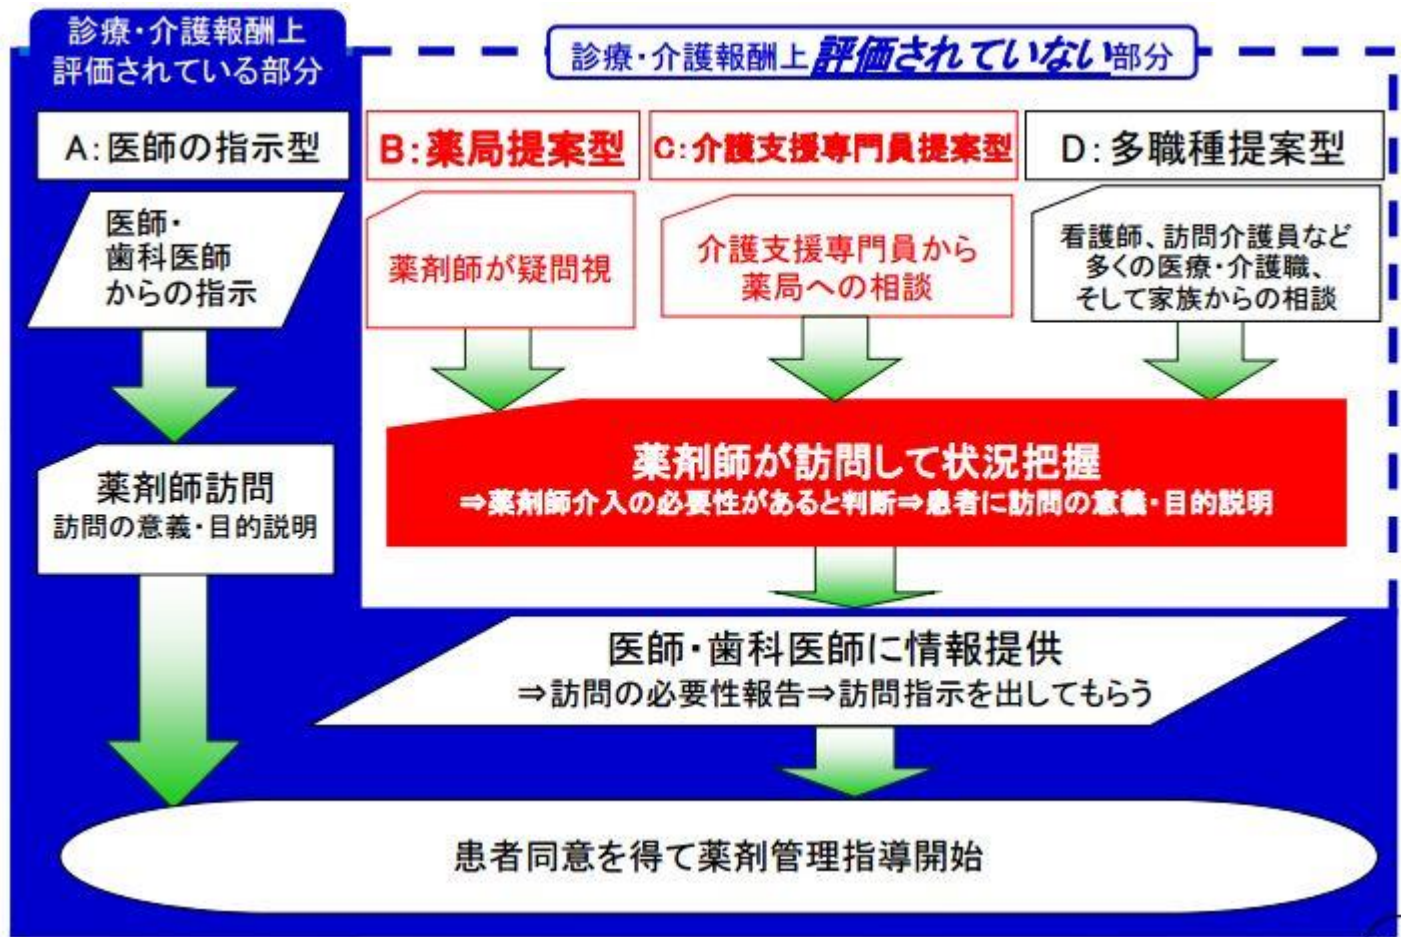 診療・介護報酬上
評価されている部分
診療・介護報酬上評価されていない部分
A:医師の指示型
B:薬局提案型
C:介護支援専門員提案型
D:多職種提案型
医師・
歯科医師
からの指示
薬剤師が疑問視
介護支援専門員から
薬局への相談
看護師、訪問介護員など
多くの医療・介護職、
そして家族からの相談
薬剤師訪問
訪問の意義・目的説明
薬剤師が訪問して状況把握
⇒薬剤師介入の必要性があると判断⇒患者に訪問の意義・目的説明
医師・歯科医師に情報提供
⇒訪問の必要性報告⇒訪問指示を出してもらう
患者同意を得て薬剤管理指導開始